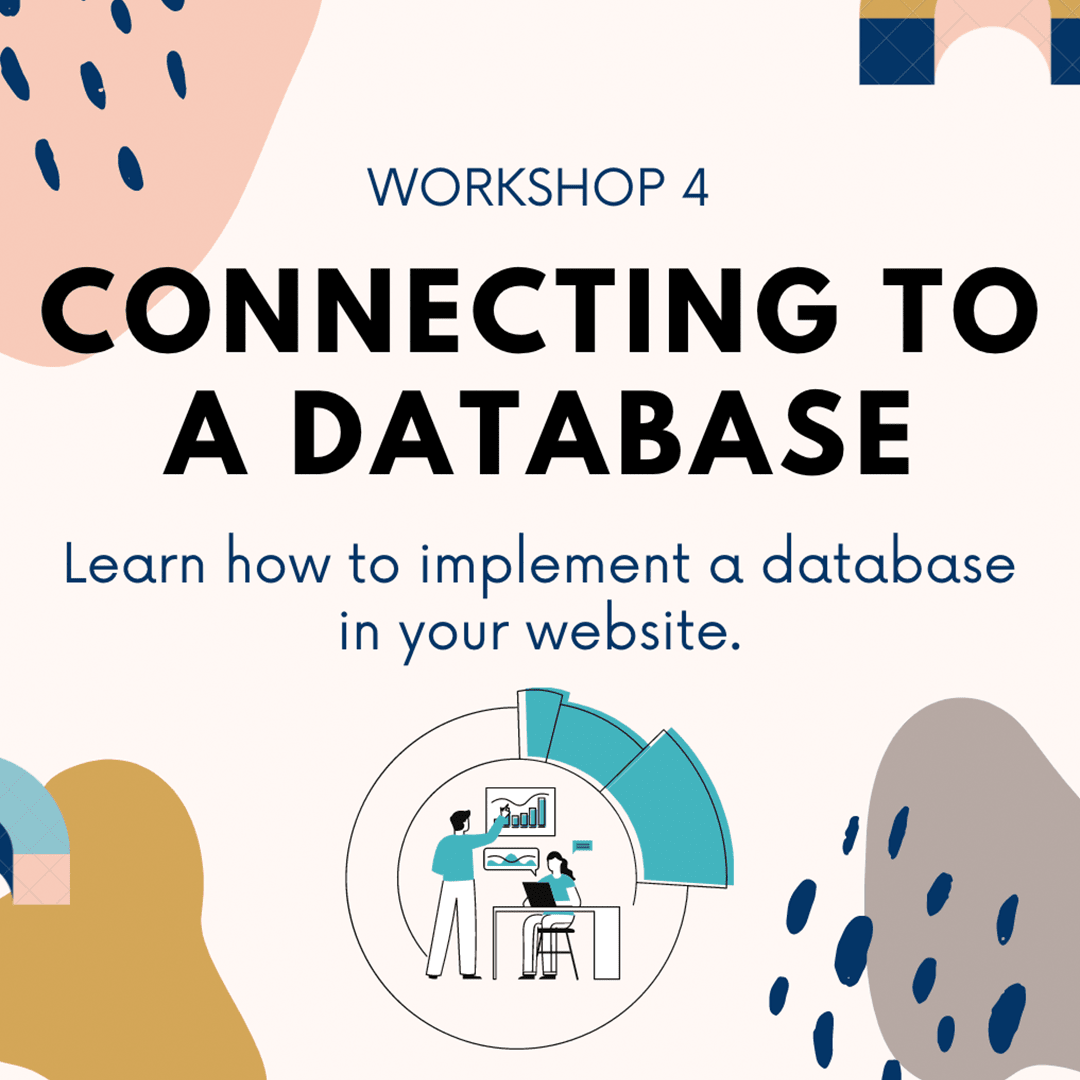 WORKSHOP 4
CONNECTING TO
A DATABASE
Learn how to implement a database
in your website.